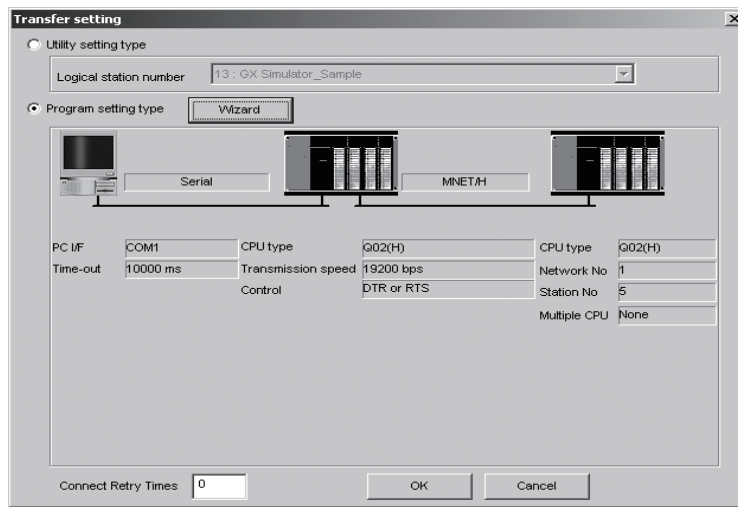 Transfer setting
Utility setting type
Logical station number 13 : GX Simulator_Sample
Program setting type Wizard
Serial MNET/H
PC I/F COM1 CPU type Q02(H) CPU type Q02(H)
Time-out 10000 ms Transmission speed 19200 bps Network No 1
Control DTR or RTS Station No 5
Multiple CPU None
Connect Retry Times 0 OK Cancel